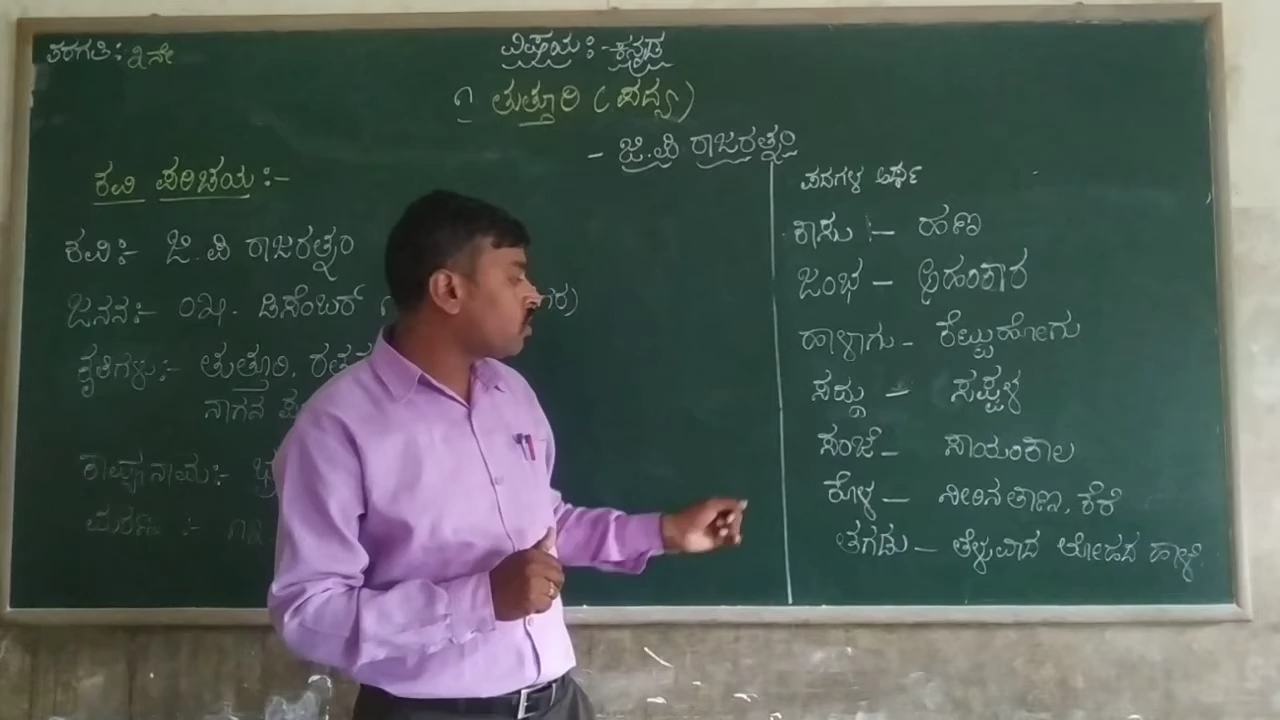 ತರಗತಿ: ೩ನೇ
ವಿಷಯ :- ಕನ್ನಡ
೧ ತುತ್ತೂರಿ (ಪದ್ಯ)
- ಜಿ.ಪಿ ರಾಜರತ್ನಂ
ಕವಿ ಪರಿಚಯ :-
ಕವಿ :- ಜಿ.ಪಿ ರಾಜರತ್ನಂ
ಜನನ :- ೦೫. ಡಿಸೆಂಬರ್
ಕೃತಿಗಳು :- ತುತ್ತೂರಿ,
ನಾಗನ
ಕಾವ್ಯನಾಮ :-
ಮರಣ :-
ಪದಗಳ ಅರ್ಥ
ಕಾಸು :- ಹಣ
ಜಂಭ - ಅಹಂಕಾರ
ಹಾಳಾಗು - ಕೆಟ್ಟುಹೋಗು
ಸದ್ದು - ಸಪ್ಪಳ
ಸಂಜೆ - ಸಾಯಂಕಾಲ
ಕೊಳ - ನೀರಿನ ತಾಣ, ಕೆರೆ
ತಗಡು - ತೆಳುವಾದ ಲೋಹದ ಹಾಳೆ